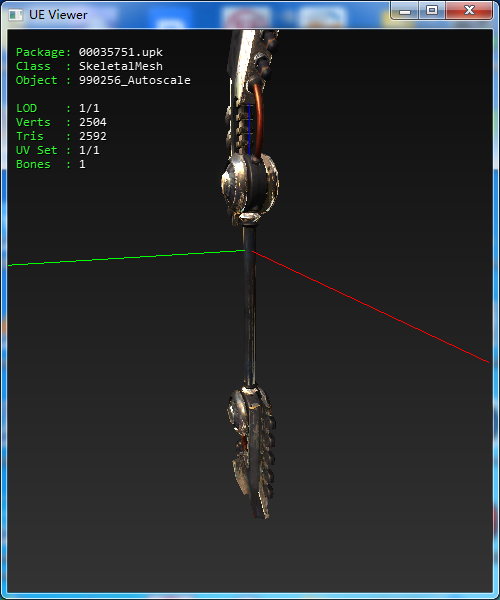 UE Viewer
Package: 00035751.upk
Class : SkeletalMesh
Object : 990256_Autoscale
LOD : 1/1
Verts : 2504
Tris : 2592
UV Set : 1/1
Bones : 1